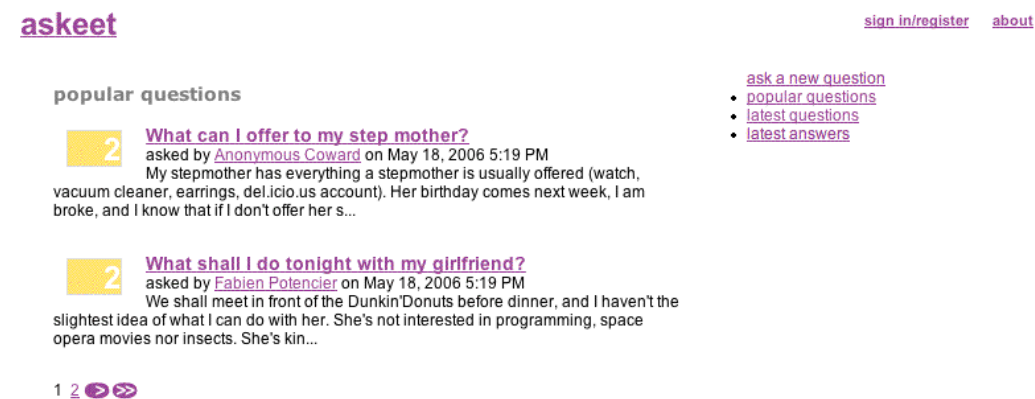 askeet
sign in/register about
popular questions
ask a new question
popular questions
latest questions
latest answers
2
What can I offer to my step mother?
asked by Anonymous Coward on May 18, 2006 5:19 PM
My stepmother has everything a stepmother is usually offered (watch,
vacuum cleaner, earrings, del.icio.us account). Her birthday comes next week, I am
broke, and I know that if I don't offer her s...
2
What shall I do tonight with my girlfriend?
asked by Fabien Potencier on May 18, 2006 5:19 PM
We shall meet in front of the Dunkin'Donuts before dinner, and I haven't the
slightest idea of what I can do with her. She's not interested in programming, space
opera movies nor insects. She's kin...
1 2 > >>